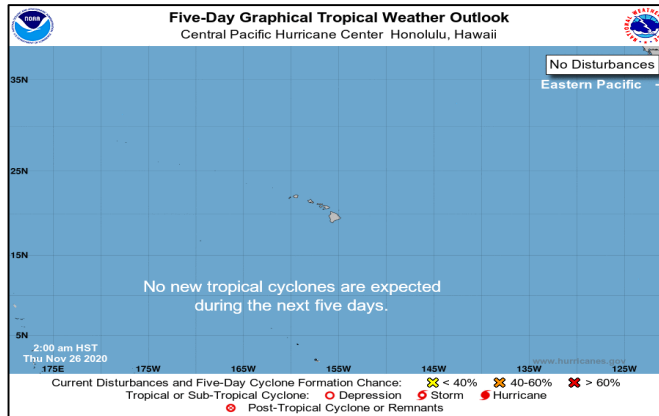 Five-Day Graphical Tropical Weather Outlook
Central Pacific Hurricane Center Honolulu, Hawaii
NOAA
No Disturbances
Eastern Pacific
35N
25N
15N
5N
No new tropical cyclones are expected
during the next five days.
2:00 am HST
Thu Nov 26 2020
www.hurricanes.gov
175E 175W 165W 155W 145W 135W 125W
Current Disturbances and Five-Day Cyclone Formation Chance: < 40% 40-60% > 60%
Tropical or Sub-Tropical Cyclone: Depression Storm Hurricane
Post-Tropical Cyclone or Remnants